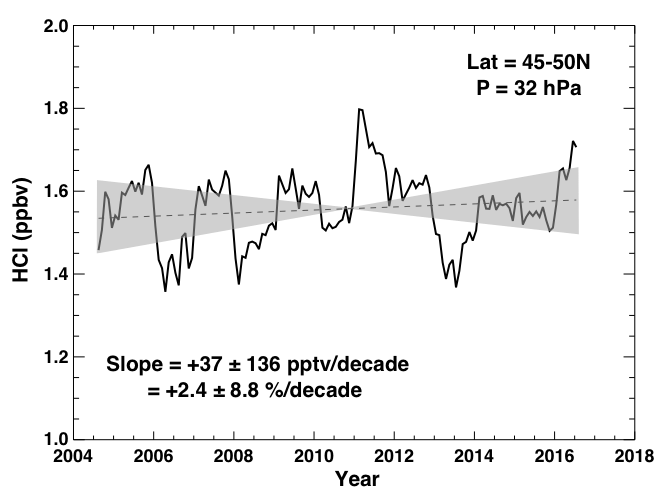 2.0
1.8
1.6
1.4
1.2
1.0
HCl (ppbv)
Lat = 45-50N
P = 32 hPa
Slope = +37 ± 136 pptv/decade
= +2.4 ± 8.8 %/decade
2004 2006 2008 2010 2012 2014 2016 2018
Year